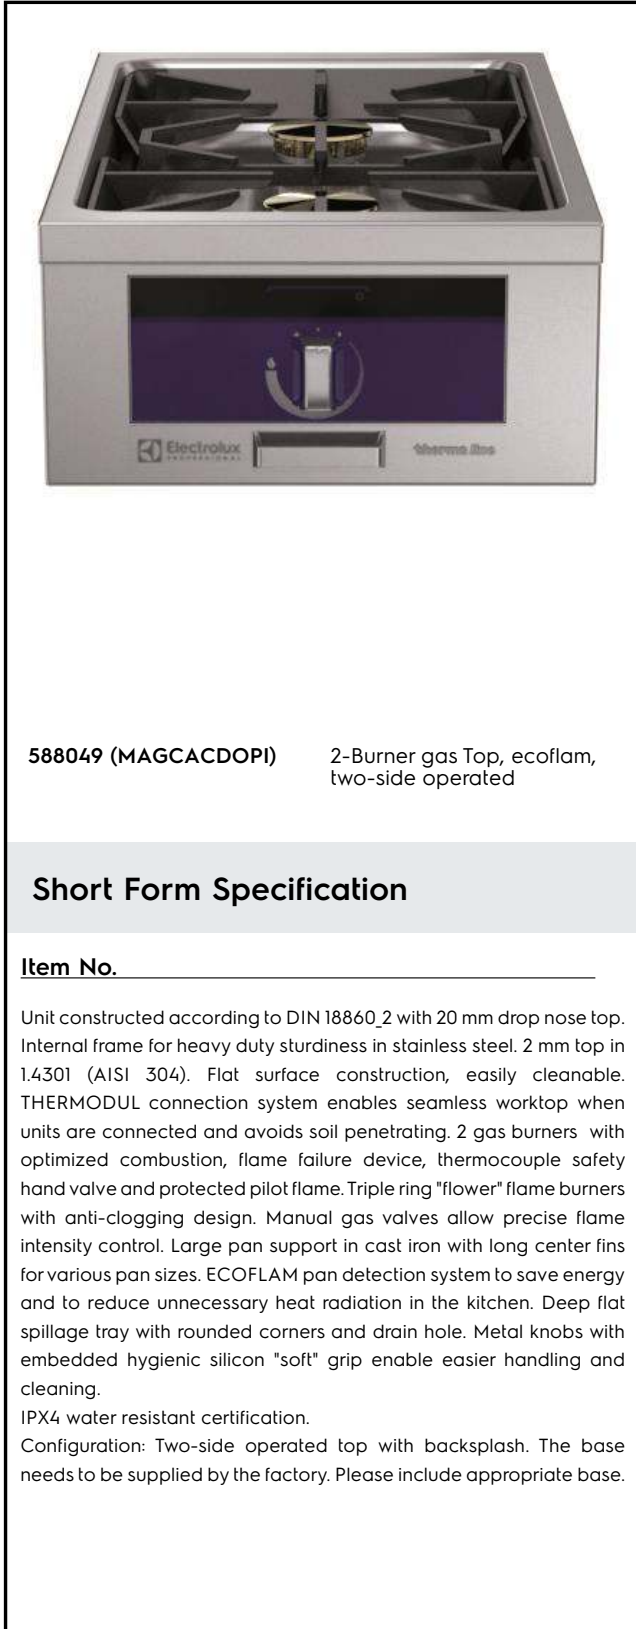 Electrolux
PROFESSIONAL
thermaline
588049 (MAGCACDOPI)
2-Burner gas Top, ecoflam,
two-side operated
Short Form Specification
Item No.
Unit constructed according to DIN 18860_2 with 20 mm drop nose top.
Internal frame for heavy duty sturdiness in stainless steel. 2 mm top in
1.4301 (AISI 304). Flat surface construction, easily cleanable.
THERMODUL connection system enables seamless worktop when
units are connected and avoids soil penetrating. 2 gas burners with
optimized combustion, flame failure device, thermocouple safety
hand valve and protected pilot flame. Triple ring "flower" flame burners
with anti-clogging design. Manual gas valves allow precise flame
intensity control. Large pan support in cast iron with long center fins
for various pan sizes. ECOFLAM pan detection system to save energy
and to reduce unnecessary heat radiation in the kitchen. Deep flat
spillage tray with rounded corners and drain hole. Metal knobs with
embedded hygienic silicon "soft" grip enable easier handling and
cleaning.
IPX4 water resistant certification.
Configuration: Two-side operated top with backsplash. The base
needs to be supplied by the factory. Please include appropriate base.